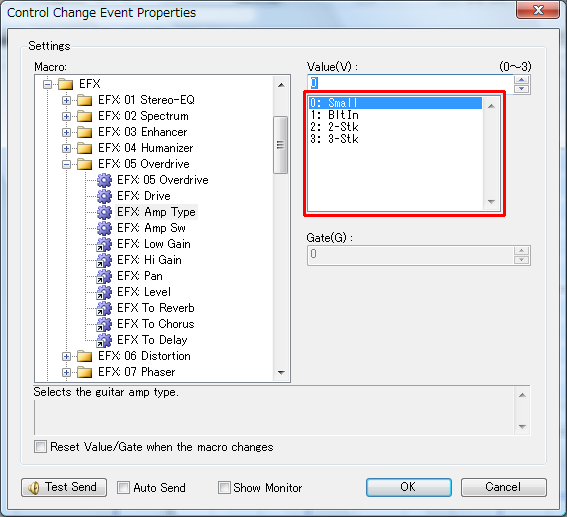 Control Change Event Properties
Settings
Macro:
EFX
EFX: 01 Stereo-EQ
EFX: 02 Spectrum
EFX: 03 Enhancer
EFX: 04 Humanizer
EFX: 05 Overdrive
EFX: 05 Overdrive
EFX: Drive
EFX: Amp Type
EFX: Amp Sw
EFX: Low Gain
EFX: Hi Gain
EFX: Pan
EFX: Level
EFX To Reverb
EFX To Chorus
EFX To Delay
EFX: 06 Distortion
EFX: 07 Phaser
Value(V) : (0～3)
0
0: Small
1: BltIn
2: 2-Stk
3: 3-Stk
Gate(G) :
0
Selects the guitar amp type.
Reset Value/Gate when the macro changes
Test Send Auto Send Show Monitor OK Cancel